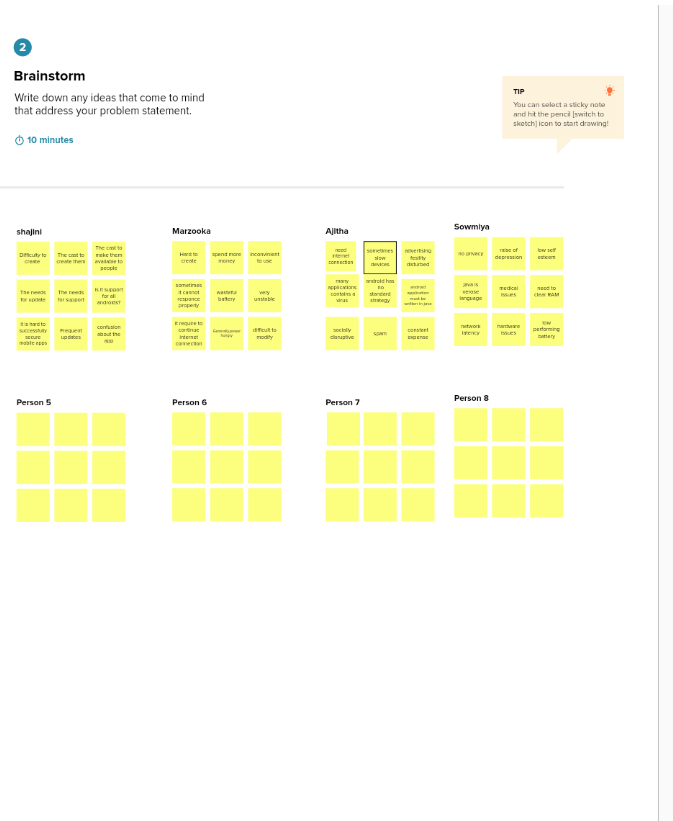 2
Brainstorm
Write down any ideas that come to mind
that address your problem statement.
10 minutes
TIP
You can select a sticky note
and hit the pencil [switch to
sketch] icon to start drawing!
shajini
Difficulty to
create
The cast to
create them
The cast to
make them
available to
people
The needs
for update
The needs
for support
Is it support
for all
androids?
It is hard to
successfully
secure
mobile apps
Frequent
updates
confusion
about the
app
Marzooka
Hard to
create
spend more
money
inconvenient
to use
sometimes
it cannot
responce
properly
wasteful
battery
very
unstable
it require to
continue
internet
connection
difficult to
modify
Ajitha
need
internet
connection
sometimes
slow
devices
advertising
feality
disturbed
many
applications
contains a
virus
android has
no
standard
strategy
android
application
must be
written in java
socially
disruptive
spam
constant
expense
Sowmiya
no privacy
raise of
depression
low self
esteem
java is
verose
language
medical
issues
need to
clear RAM
network
latency
hardware
issues
low
performing
battery
Person 5
Person 6
Person 7
Person 8